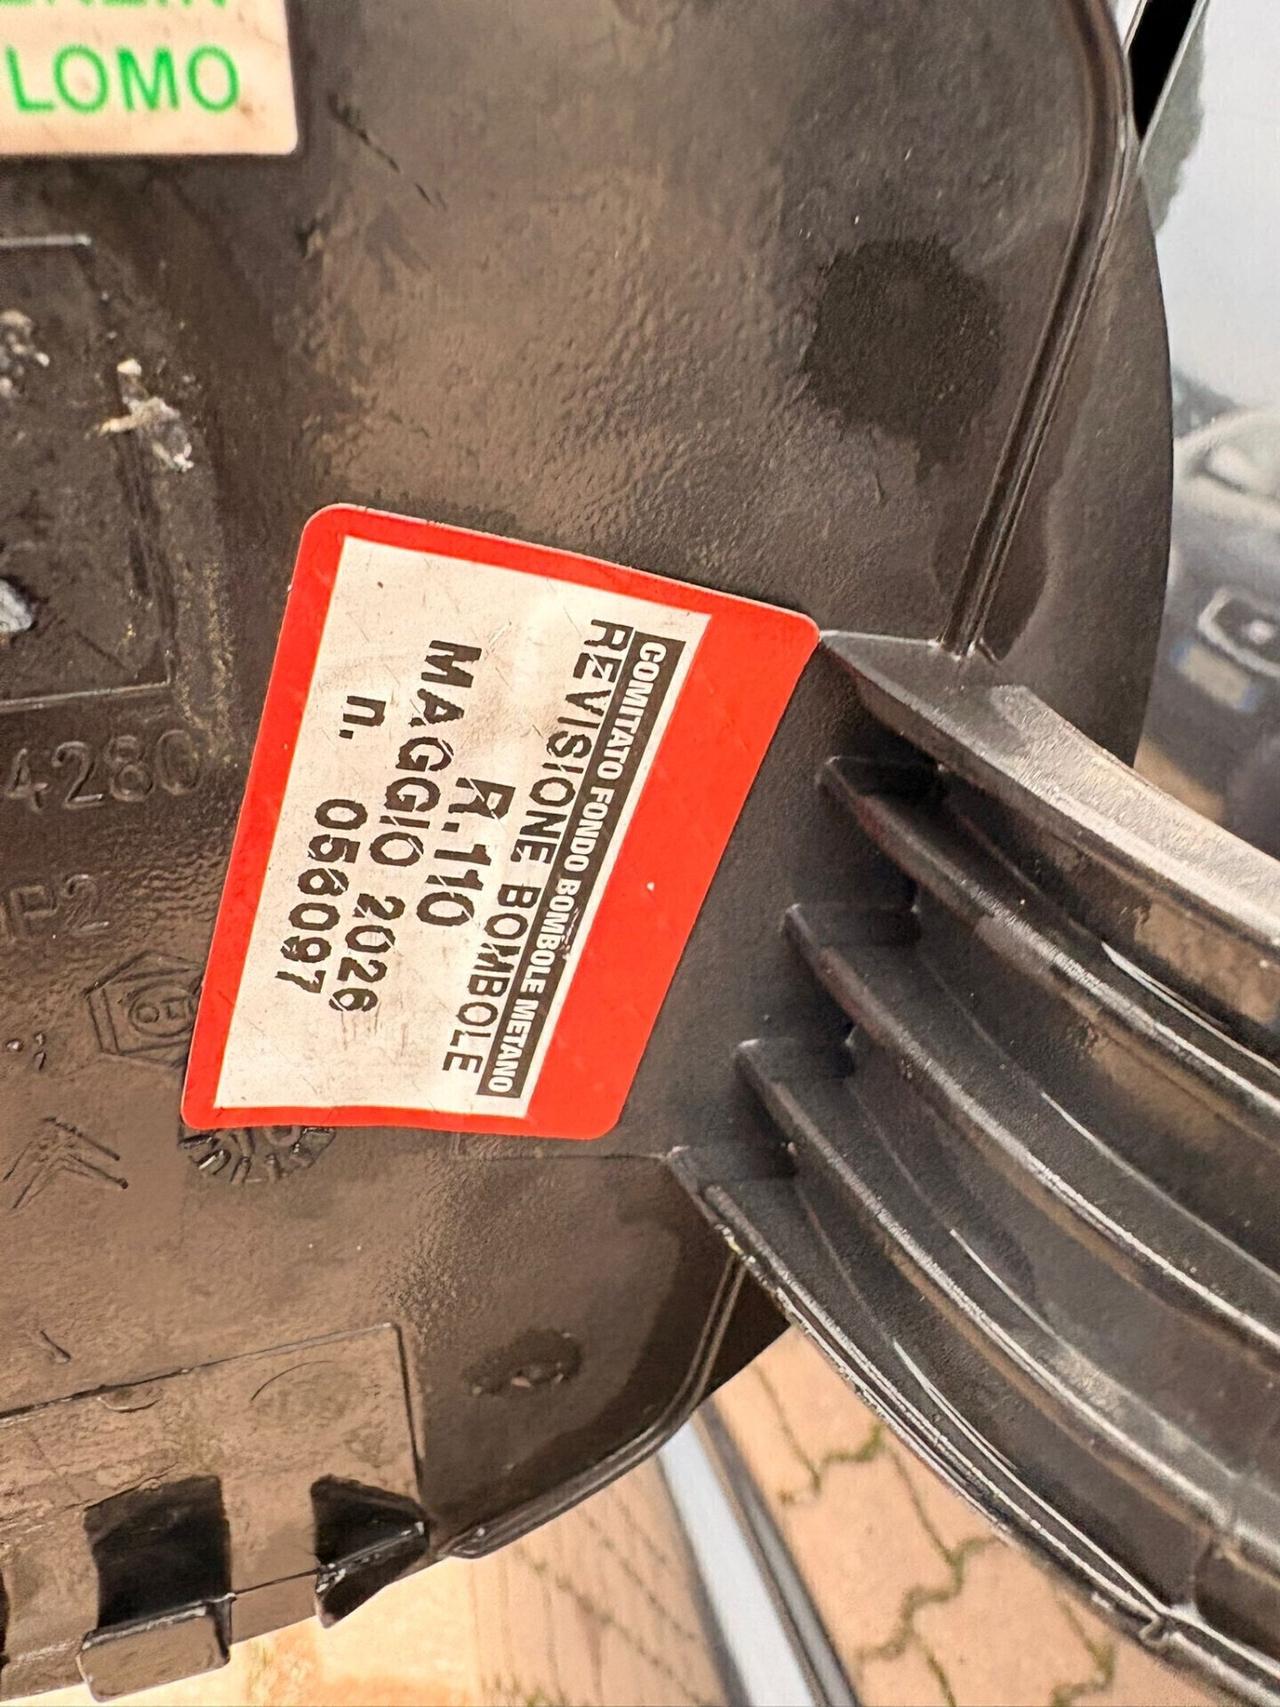 LOMO
COMITATO FONDO BOMBOLE METANO
REVISIONE BOMBOLE
R.110
MAGGIO 2026
n. 056097
4280